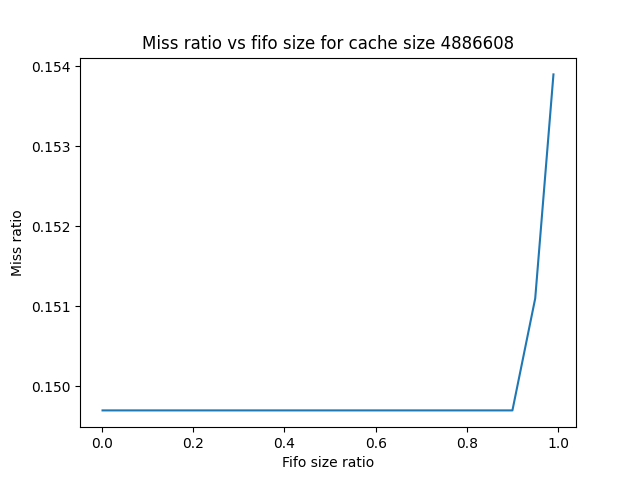 Miss ratio vs fifo size for cache size 4886608
0.154
0.153
0.152
0.151
0.150
Miss ratio
0.0 0.2 0.4 0.6 0.8 1.0
Fifo size ratio